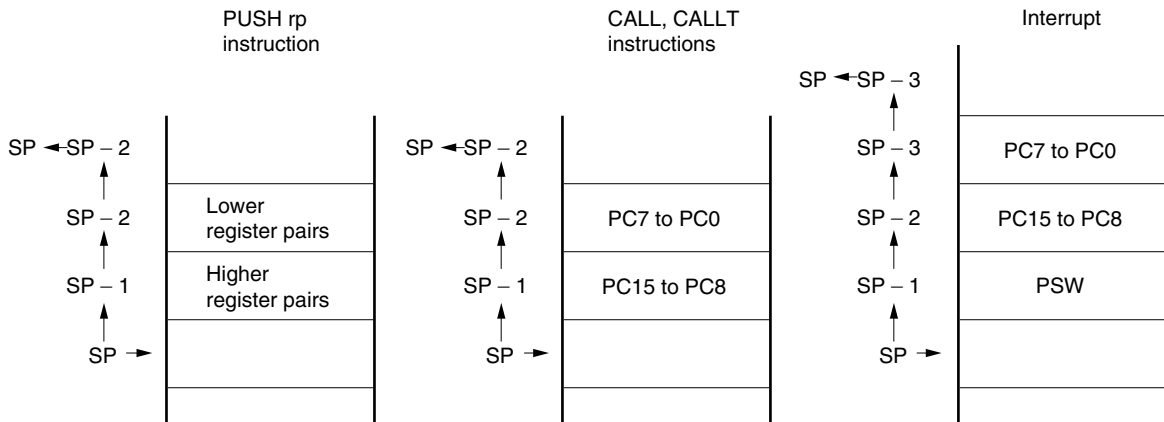 PUSH rp
instruction
SP SP – 2
SP – 2
Lower
register pairs
SP – 1
Higher
register pairs
SP
CALL, CALLT
instructions
SP SP – 2
SP – 2
PC7 to PC0
SP – 1
PC15 to PC8
SP
Interrupt
SP SP – 3
SP – 3
PC7 to PC0
SP – 2
PC15 to PC8
SP – 1
PSW
SP